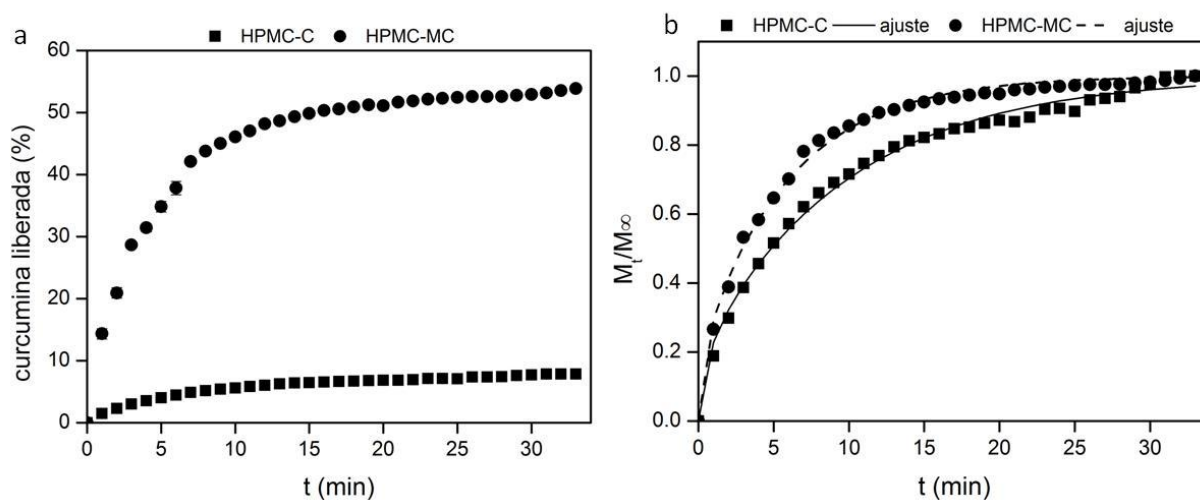 a
■ HPMC-C ● HPMC-MC
curcumina liberada (%)
60
50
40
30
20
10
0
0 5 10 15 20 25 30
t (min)
b
■ HPMC-C — ajuste ● HPMC-MC - - - ajuste
M_t/M∞
1.0
0.8
0.6
0.4
0.2
0.0
0 5 10 15 20 25 30
t (min)